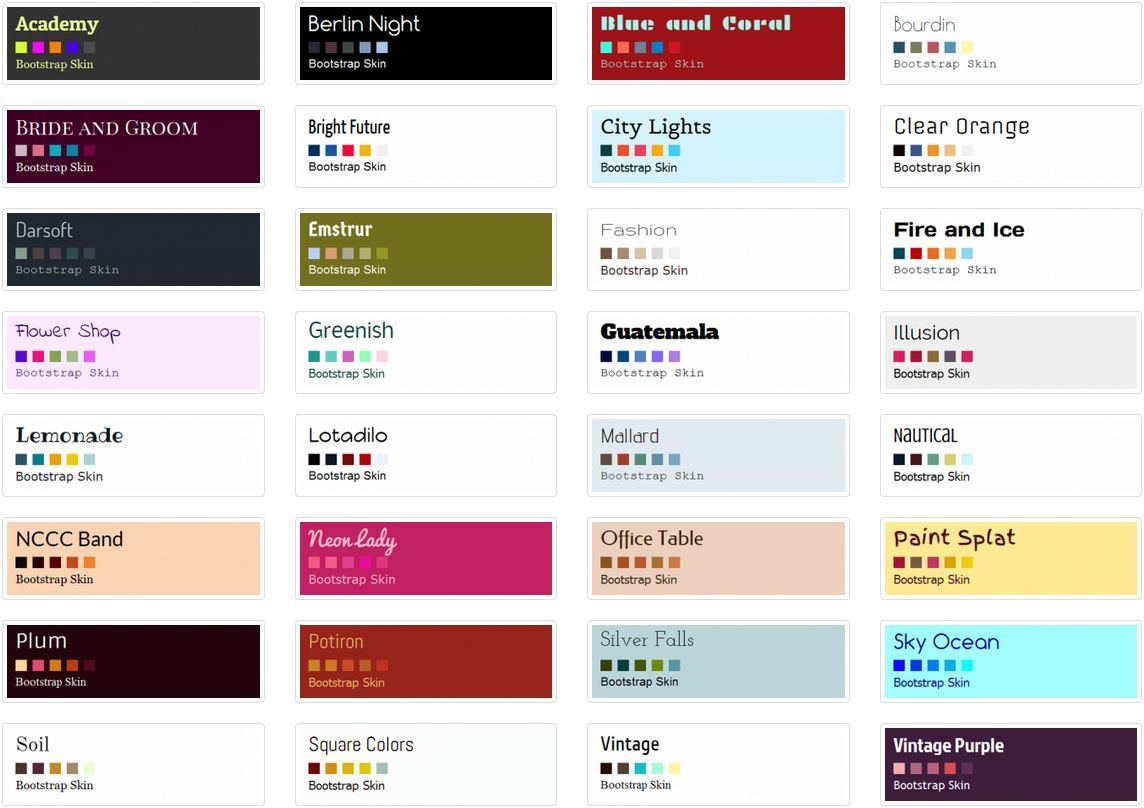 Academy
Bootstrap Skin
Berlin Night
Bootstrap Skin
Blue and Coral
Bootstrap Skin
Bourdin
Bootstrap Skin
Bride and Groom
Bootstrap Skin
Bright Future
Bootstrap Skin
City Lights
Bootstrap Skin
Clear Orange
Bootstrap Skin
Darsoft
Bootstrap Skin
Emstrur
Bootstrap Skin
Fashion
Bootstrap Skin
Fire and Ice
Bootstrap Skin
Flower Shop
Bootstrap Skin
Greenish
Bootstrap Skin
Guatemala
Bootstrap Skin
Illusion
Bootstrap Skin
Lemonade
Bootstrap Skin
Lotadilo
Bootstrap Skin
Mallard
Bootstrap Skin
Nautical
Bootstrap Skin
NCCC Band
Bootstrap Skin
Neon Lady
Bootstrap Skin
Office Table
Bootstrap Skin
Paint Splat
Bootstrap Skin
Plum
Bootstrap Skin
Potiron
Bootstrap Skin
Silver Falls
Bootstrap Skin
Sky Ocean
Bootstrap Skin
Soil
Bootstrap Skin
Square Colors
Bootstrap Skin
Vintage
Bootstrap Skin
Vintage Purple
Bootstrap Skin